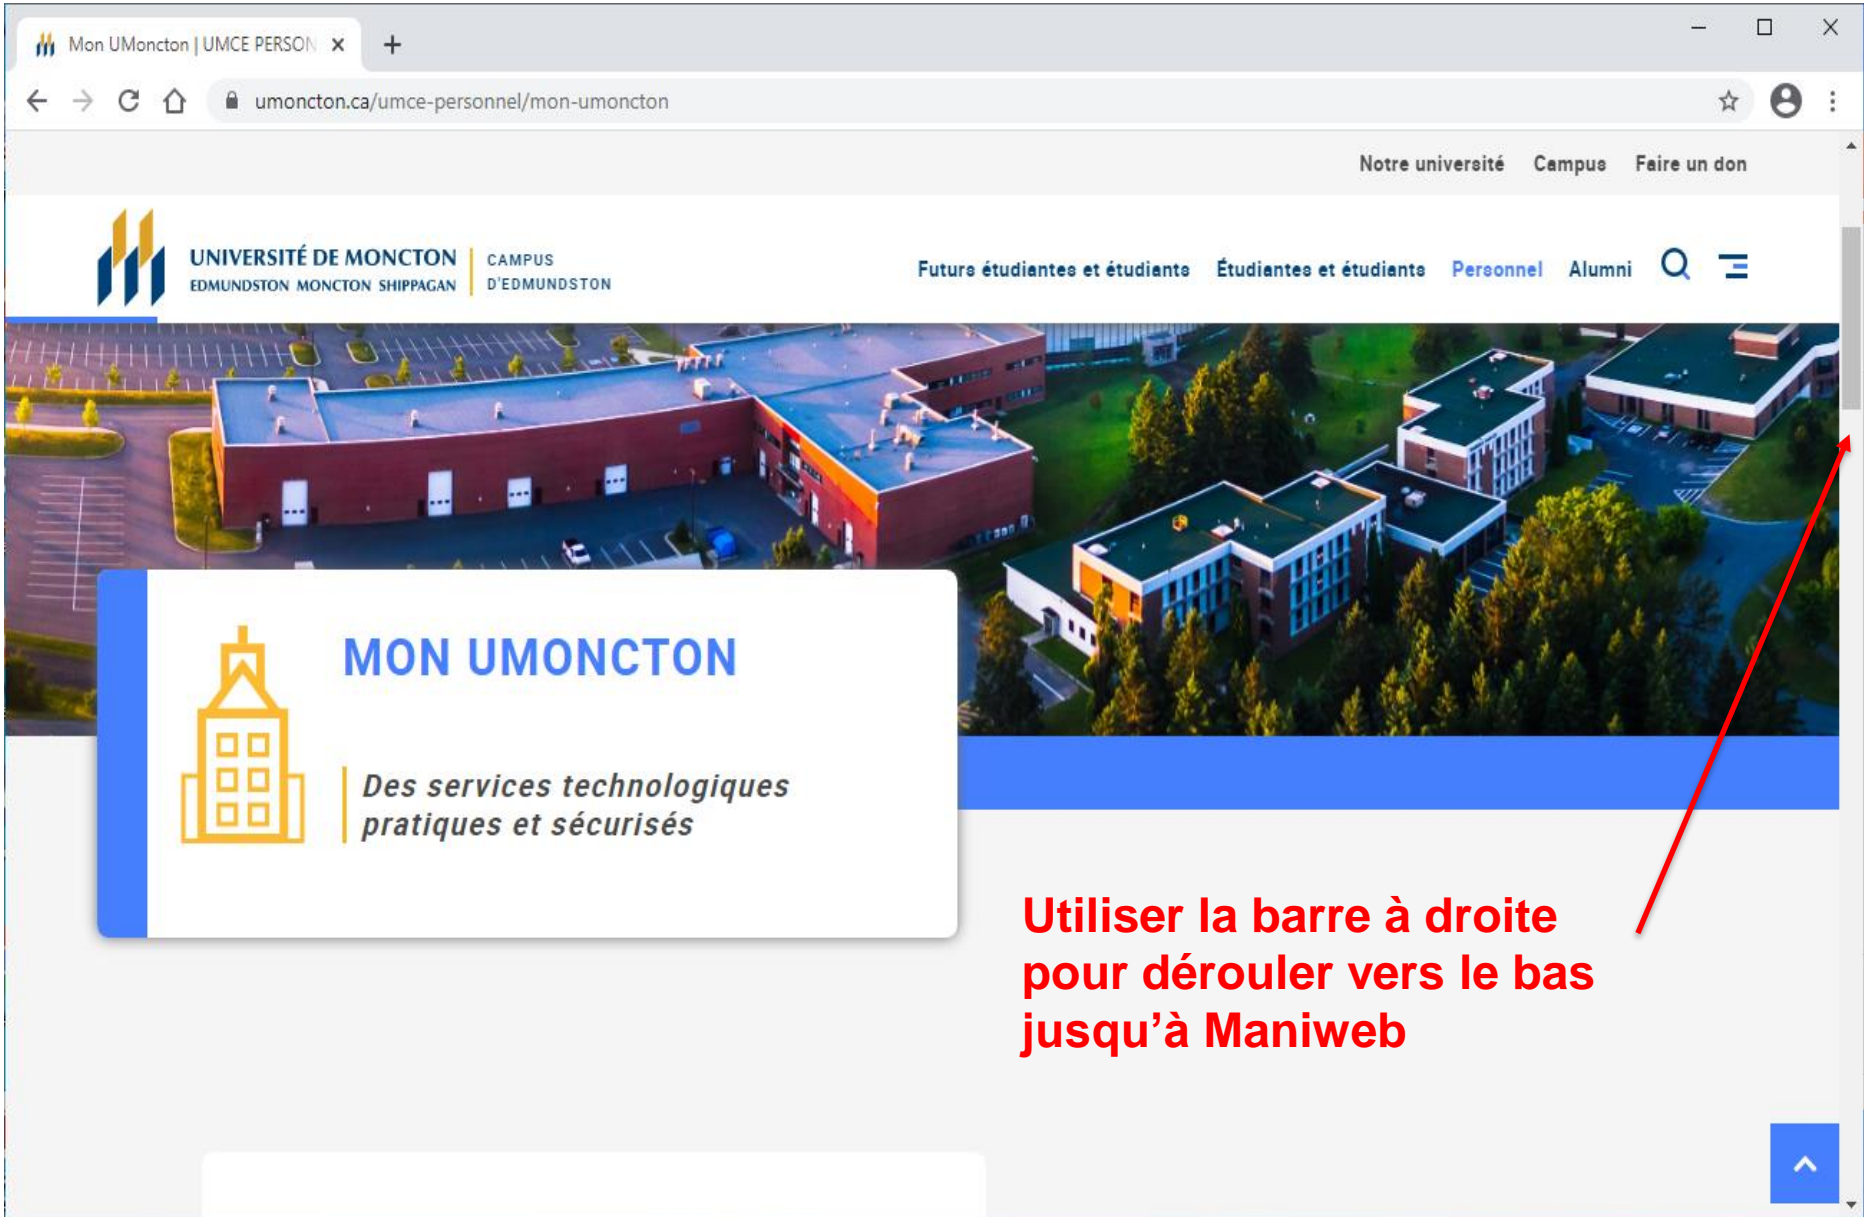 Mon UMoncton | UMCE PERSON
umoncton.ca/umce-personnel/mon-umoncton
Notre université Campus Faire un don
UNIVERSITÉ DE MONCTON
EDMUNDSTON MONCTON SHIPPAGAN
CAMPUS
D'EDMUNDSTON
Futurs étudiantes et étudiants Étudiantes et étudiants Personnel Alumni
MON UMONCTON
Des services technologiques
pratiques et sécurisés
Utiliser la barre à droite
pour dérouler vers le bas
jusqu’à Maniweb